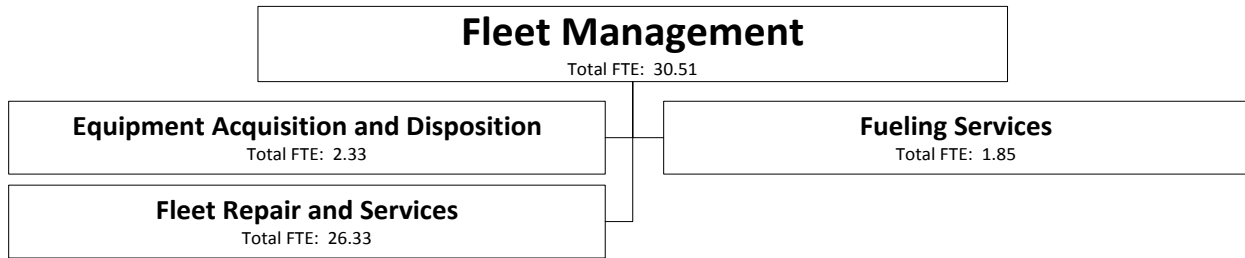 Fleet Management
Total FTE:  30.51
Equipment Acquisition and Disposition
Total FTE:  2.33
Fueling Services
Total FTE:  1.85
Fleet Repair and Services
Total FTE:  26.33